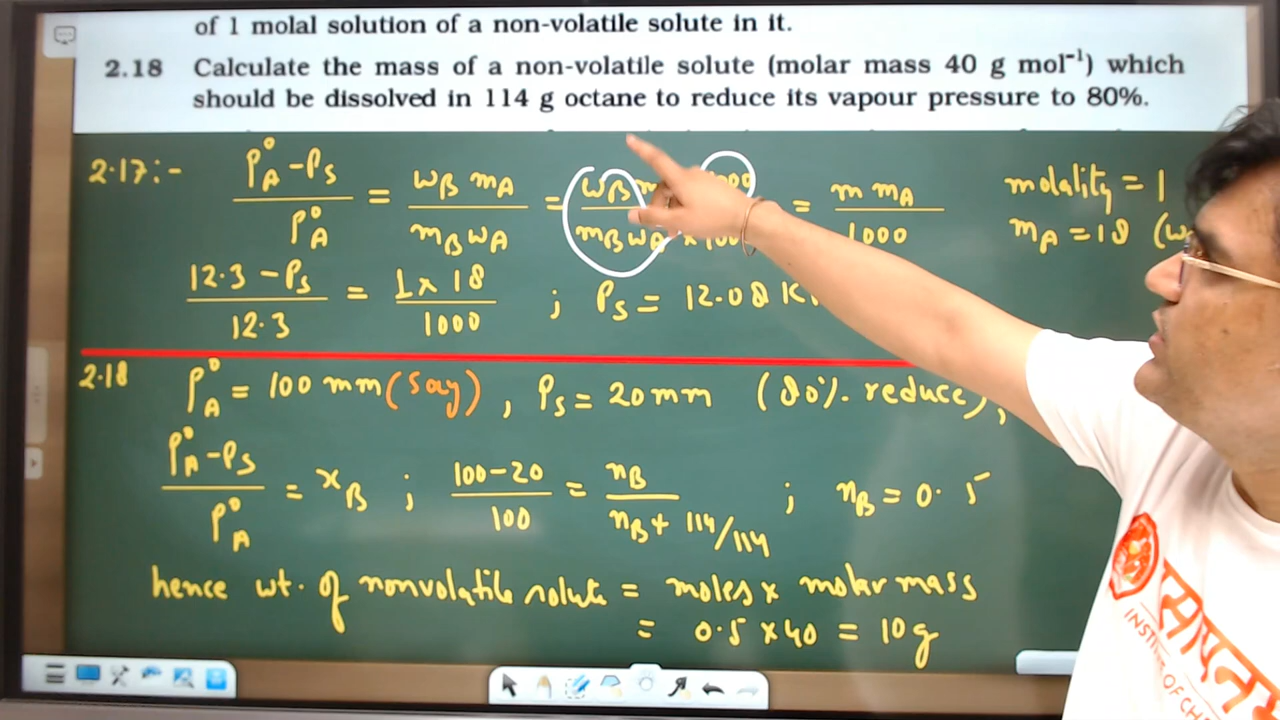 of 1 molal solution of a non-volatile solute in it.
2.18 Calculate the mass of a non-volatile solute (molar mass 40 g mol⁻¹) which
should be dissolved in 114 g octane to reduce its vapour pressure to 80%.
2.17:- (P°A - Ps)/P°A = (wB mA)/(mB wA) = = (m mA)/1000 molality = 1
mA = 18
(12.3 - Ps)/12.3 = (1 x 18)/1000 ; Ps = 12.08
2.18 P°A = 100 mm (say), Ps = 20 mm (80% reduce),
(P°A - Ps)/P°A = xB ; (100-20)/100 = nB/(nB + 114/114) ; nB = 0.5
hence wt. of nonvolatile solute = moles x molar mass
= 0.5 x 40 = 10g
सापन
INSTITUTE OF